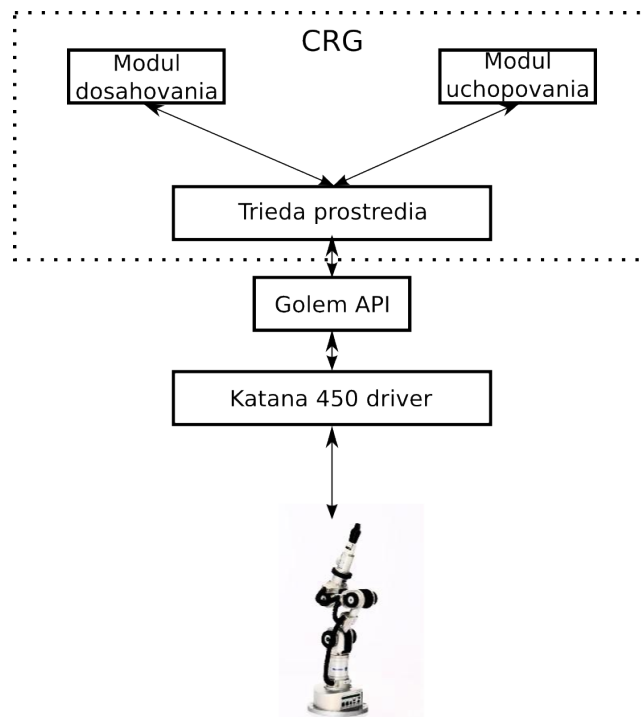 CRG
Modul
dosahovania
Modul
uchopovania
Trieda prostredia
Golem API
Katana 450 driver